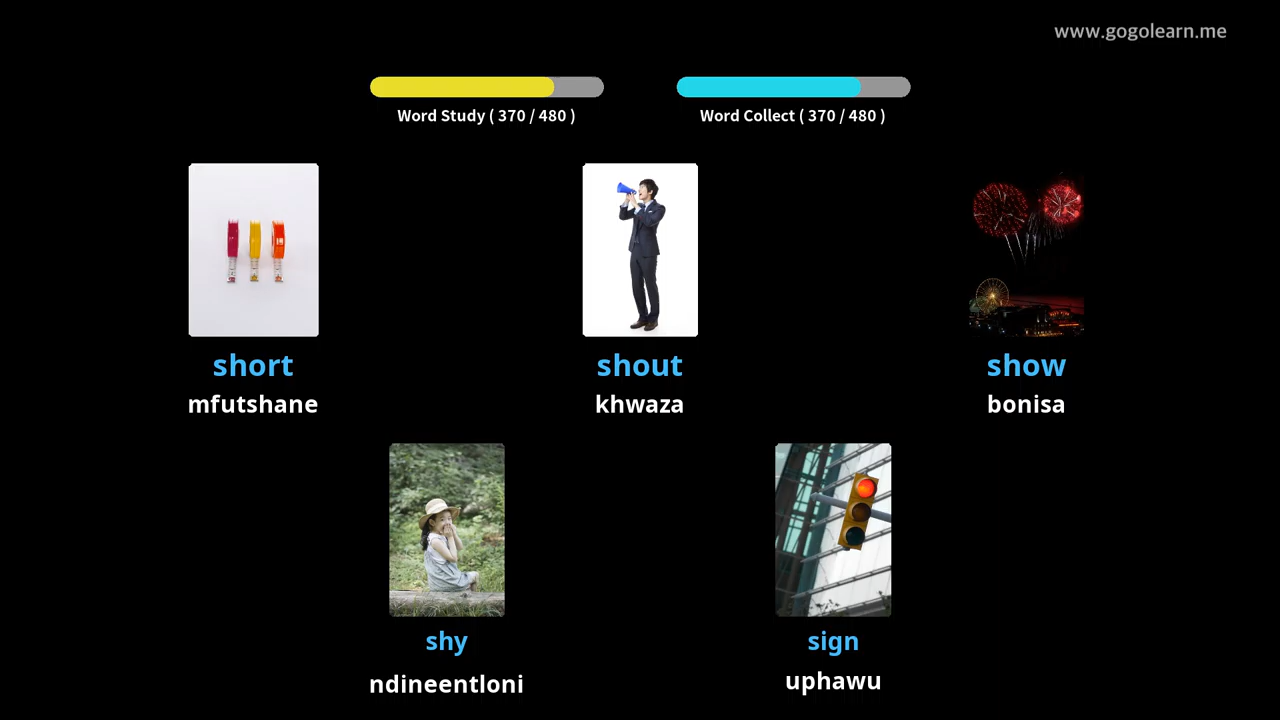 www.gogolearn.me
Word Study ( 370 / 480 )
Word Collect ( 370 / 480 )
short
mfutshane
shout
khwaza
show
bonisa
shy
ndineentloni
sign
uphawu